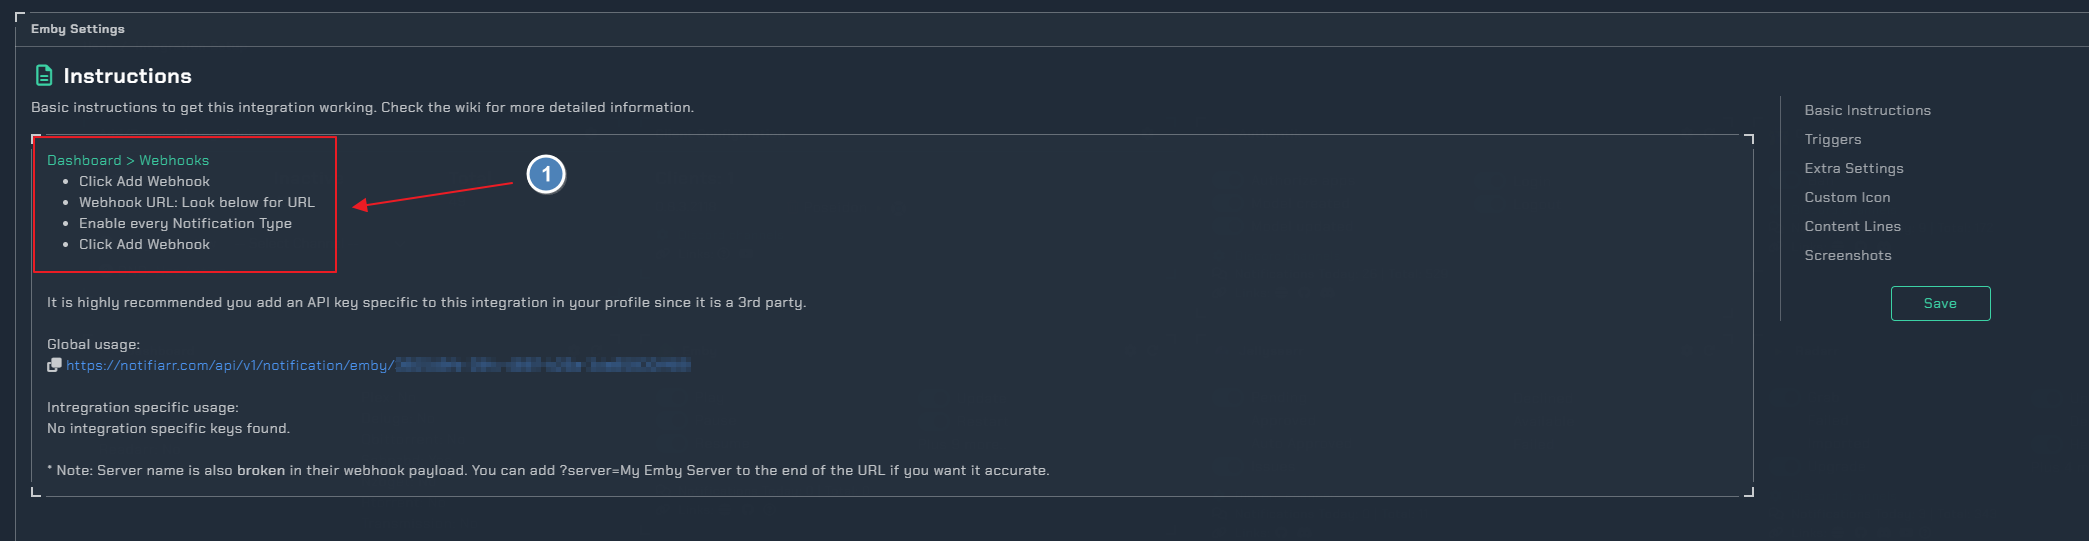 Emby Settings
Instructions
Basic instructions to get this integration working. Check the wiki for more detailed information.
Dashboard > Webhooks
• Click Add Webhook
• Webhook URL: Look below for URL
• Enable every Notification Type
• Click Add Webhook
1
It is highly recommended you add an API key specific to this integration in your profile since it is a 3rd party.
Global usage:
https://notifiarr.com/api/v1/notification/emby/
Intregration specific usage:
No integration specific keys found.
* Note: Server name is also broken in their webhook payload. You can add ?server=My Emby Server to the end of the URL if you want it accurate.
Basic Instructions
Triggers
Extra Settings
Custom Icon
Content Lines
Screenshots
Save